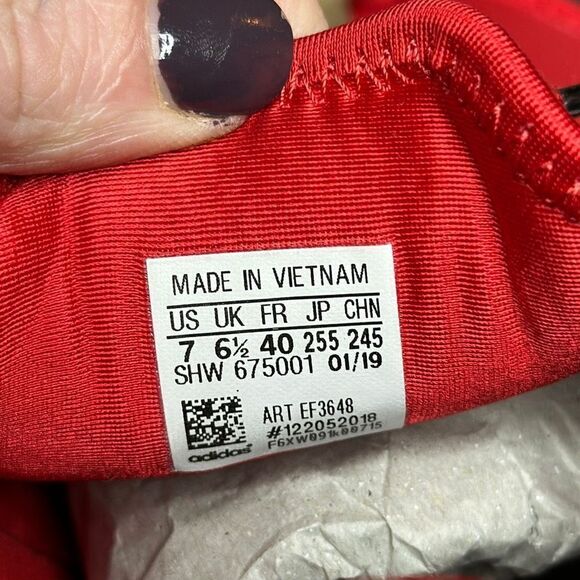 MADE IN VIETNAM
US UK FR JP CHN
7 6½ 40 255 245
SHW 675001 01/19
ART EF3648
#122052018
F6XW091k00715
adidas